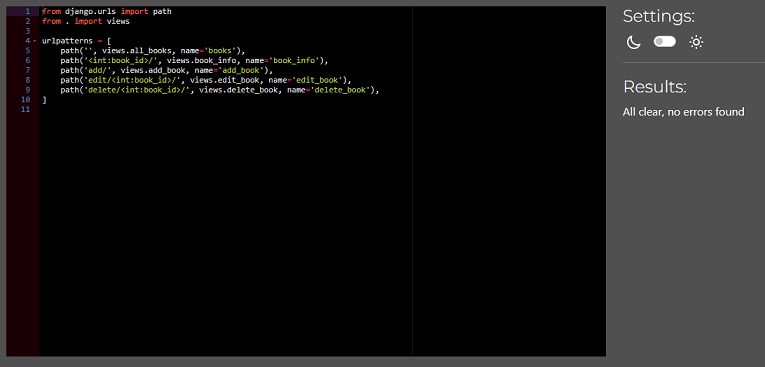 1 from django.urls import path
2 from . import views
3
4 urlpatterns = [
5     path('', views.all_books, name='books'),
6     path('<int:book_id>/', views.book_info, name='book_info'),
7     path('add/', views.add_book, name='add_book'),
8     path('edit/<int:book_id>/', views.edit_book, name='edit_book'),
9     path('delete/<int:book_id>/', views.delete_book, name='delete_book'),
10 ]
11
Settings:
Results:
All clear, no errors found